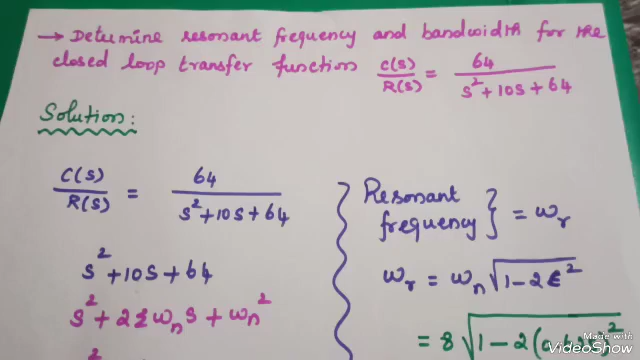 → Determine resonant frequency and bandwidth for the
closed loop transfer function C(s)/R(s) = 64/(s²+10s+64)
Solution:
C(s)/R(s) = 64/(s²+10s+64)
s²+10s+64
s²+2ξωₙs+ωₙ²
Resonant frequency } = ωᵣ
ωᵣ = ωₙ√(1-2ξ²)
= 8√(1-2(
Made with
VideoShow